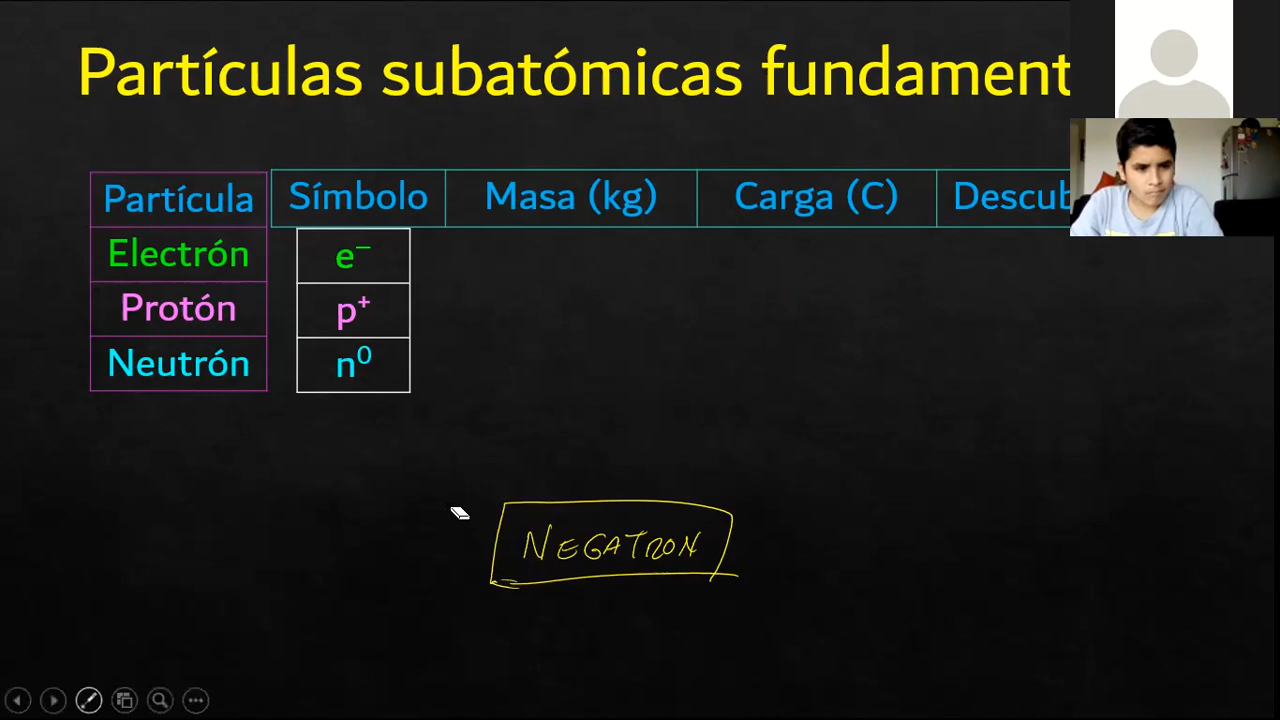 Partículas subatómicas fundament
Partícula Símbolo Masa (kg) Carga (C) Descub
Electrón e⁻
Protón p⁺
Neutrón n⁰
NEGATRON